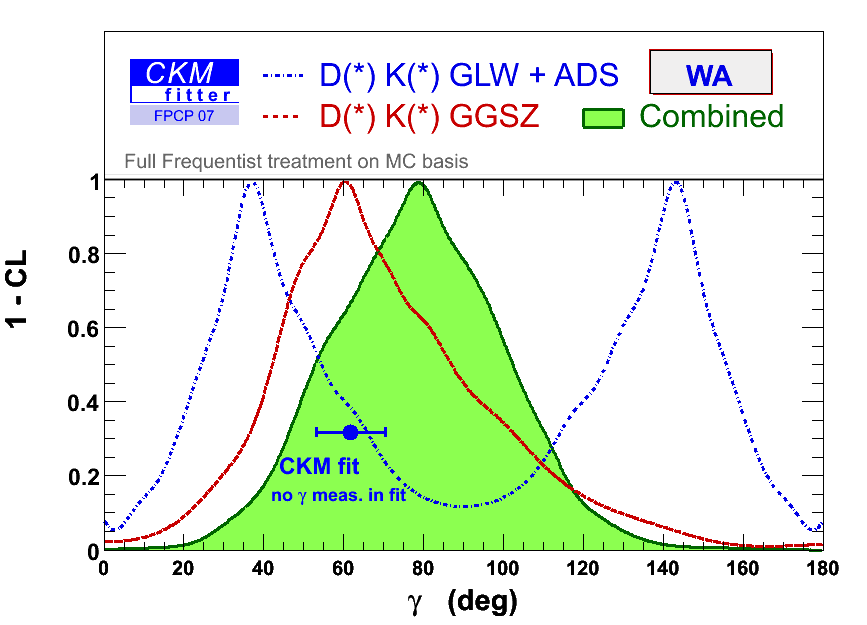 CKM
fitter
FPCP 07
D(*) K(*) GLW + ADS
WA
D(*) K(*) GGSZ
Combined
Full Frequentist treatment on MC basis
1 - CL
1
0.8
0.6
0.4
0.2
0
CKM fit
no γ meas. in fit
0 20 40 60 80 100 120 140 160 180
γ (deg)